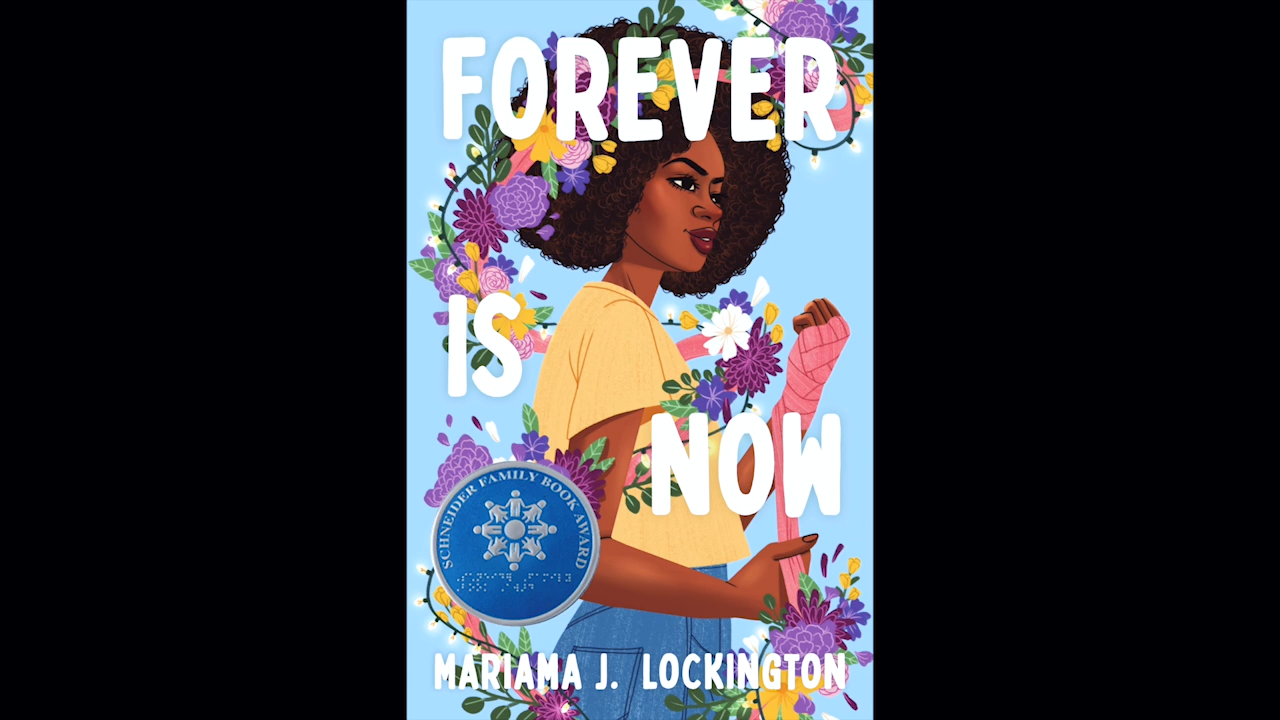 FOREVER
IS
NOW
SCHNEIDER FAMILY BOOK AWARD
MARIAMA J. LOCKINGTON